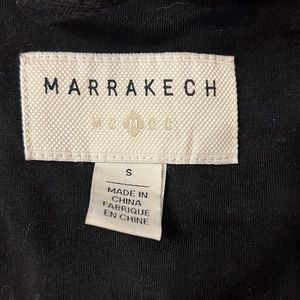 MARRAKECH
S
MADE IN
CHINA
FABRIQUE
EN CHINE